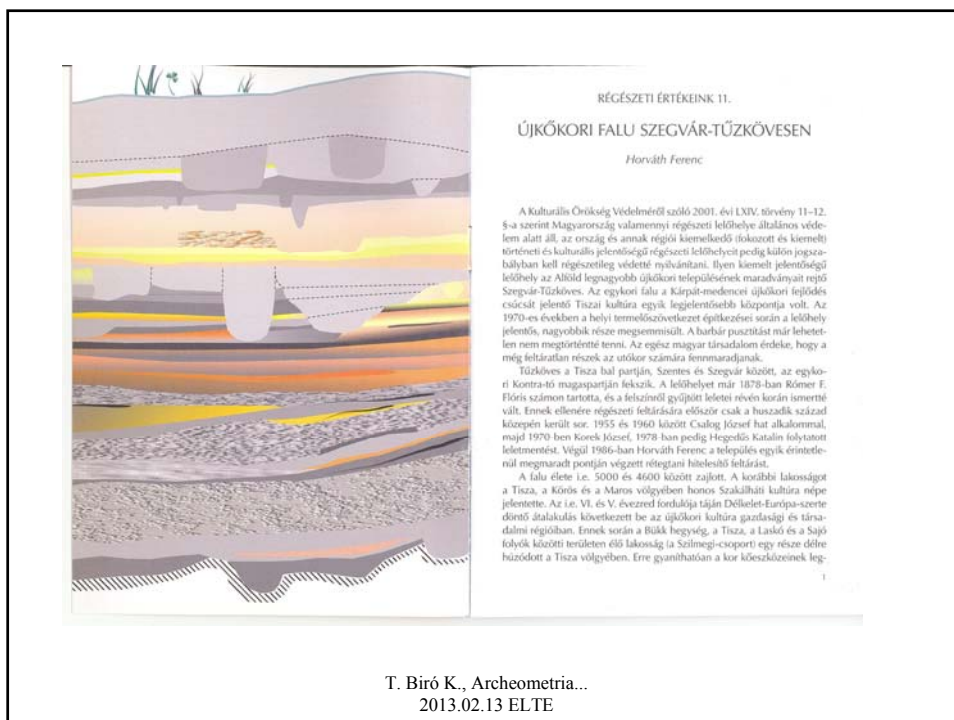 RÉGÉSZETI ÉRTÉKEINK 11.
ÚJKŐKORI FALU SZEGVÁR-TŰZKÖVESEN
Horváth Ferenc
A Kulturális Örökség Védelméről szóló 2001. évi LXIV. törvény 11–12.
§-a szerint Magyarország valamennyi régészeti lelőhelye általános véde-
lem alatt áll, az ország és annak régiói kiemelkedő (fokozott és kiemelt)
történeti és kulturális jelentőségű régészeti lelőhelyeit pedig külön jogsza-
bályban kell régészetileg védetté nyilvánítani. Ilyen kiemelt jelentőségű
lelőhely az Alföld legnagyobb újkőkori településének maradványait rejtő
Szegvár-Tűzköves. Az egykori falu a Kárpát-medencei újkőkori fejlődés
csúcsát jelentő Tiszai kultúra egyik legjelentősebb központja volt. Az
1970-es években a helyi termelőszövetkezet építkezései során a lelőhely
jelentős, nagyobbik része megsemmisült. A barbár pusztítást már lehetet-
len nem megtörténtté tenni. Az egész magyar társadalom érdeke, hogy a
még feltáratlan részek az utókor számára fennmaradjanak.
Tűzköves a Tisza bal partján, Szentes és Szegvár között, az egyko-
ri Kontra-tó magaspartján fekszik. A lelőhelyet már 1878-ban Rómer F.
Flóris számon tartotta, és a felszínről gyűjtött leletei révén korán ismertté
vált. Ennek ellenére régészeti feltárására először csak a huszadik század
közepén került sor. 1955 és 1960 között Csalog József hat alkalommal,
majd 1970-ben Korek József, 1978-ban pedig Hegedűs Katalin folytatott
leletmentést. Végül 1986-ban Horváth Ferenc a település egyik érintetle-
nül megmaradt pontján végzett rétegtani hitelesítő feltárást.
A falu élete i.e. 5000 és 4600 között zajlott. A korábbi lakosságot
a Tisza, a Körös és a Maros völgyében honos Szakálháti kultúra népe
jelentette. Az i.e. VI. és V. évezred fordulója táján Délkelet-Európa-szerte
döntő átalakulás következett be az újkőkori kultúra gazdasági és társa-
dalmi régióiban. Ennek során a Bükk hegység, a Tisza, a Laskó és a Sajó
folyók közötti területen élő lakosság (a Szilmegi-csoport) egy része délre
húzódott a Tisza völgyében. Erre gyaníthatóan a kor kőeszközeinek leg-
1
T. Biró K., Archeometria...
2013.02.13 ELTE